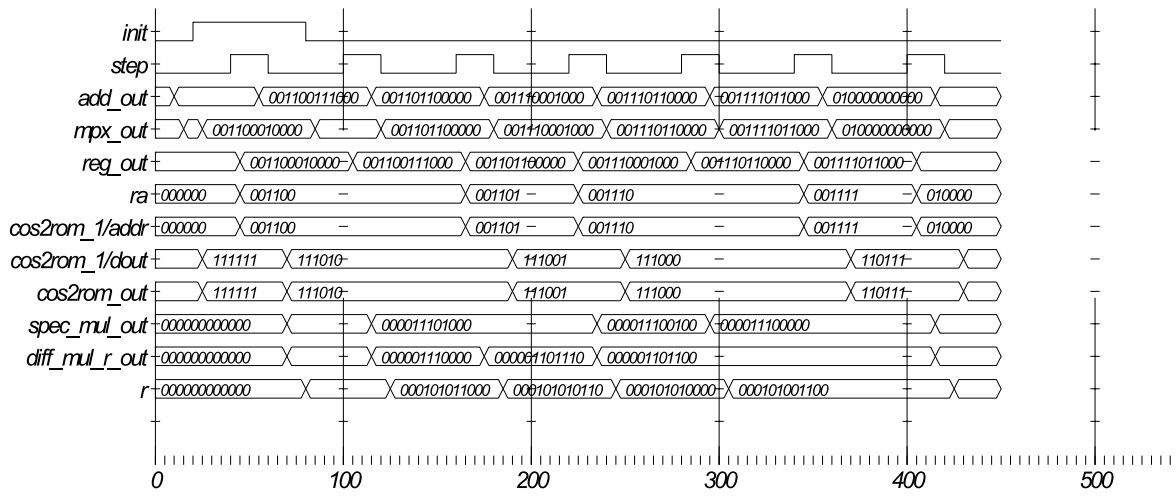 init
step
add_out 001100111000 001101100000 001110001000 001110110000 001111011000 010000000000
mpx_out 001100010000 001101100000 001110001000 001110110000 001111011000 010000000000
reg_out 001100010000 001100111000 001101100000 001110001000 001110110000 001111011000
ra 000000 001100 001101 001110 001111 010000
cos2rom_1/addr 000000 001100 001101 001110 001111 010000
cos2rom_1/dout 111111 111010 111001 111000 110111
cos2rom_out 111111 111010 111001 111000 110111
spec_mul_out 000000000000 000011101000 000011100100 000011100000
diff_mul_r_out 000000000000 000001110000 000001101110 000001101100
r 000000000000 000101011000 000101010110 000101010000 000101001100
0 100 200 300 400 500